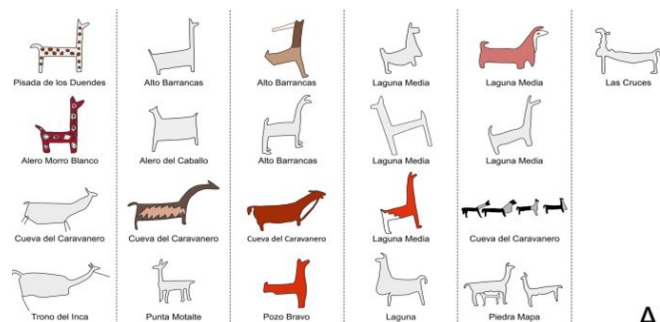 Pisada de los Duendes
Alto Barrancas
Alto Barrancas
Laguna Media
Laguna Media
Las Cruces
Alero Morro Blanco
Alero del Caballo
Alto Barrancas
Laguna Media
Laguna Media
Cueva del Caravanero
Cueva del Caravanero
Cueva del Caravanero
Laguna Media
Cueva del Caravanero
Trono del Inca
Punta Motaite
Pozo Bravo
Laguna
Piedra Mapa
A